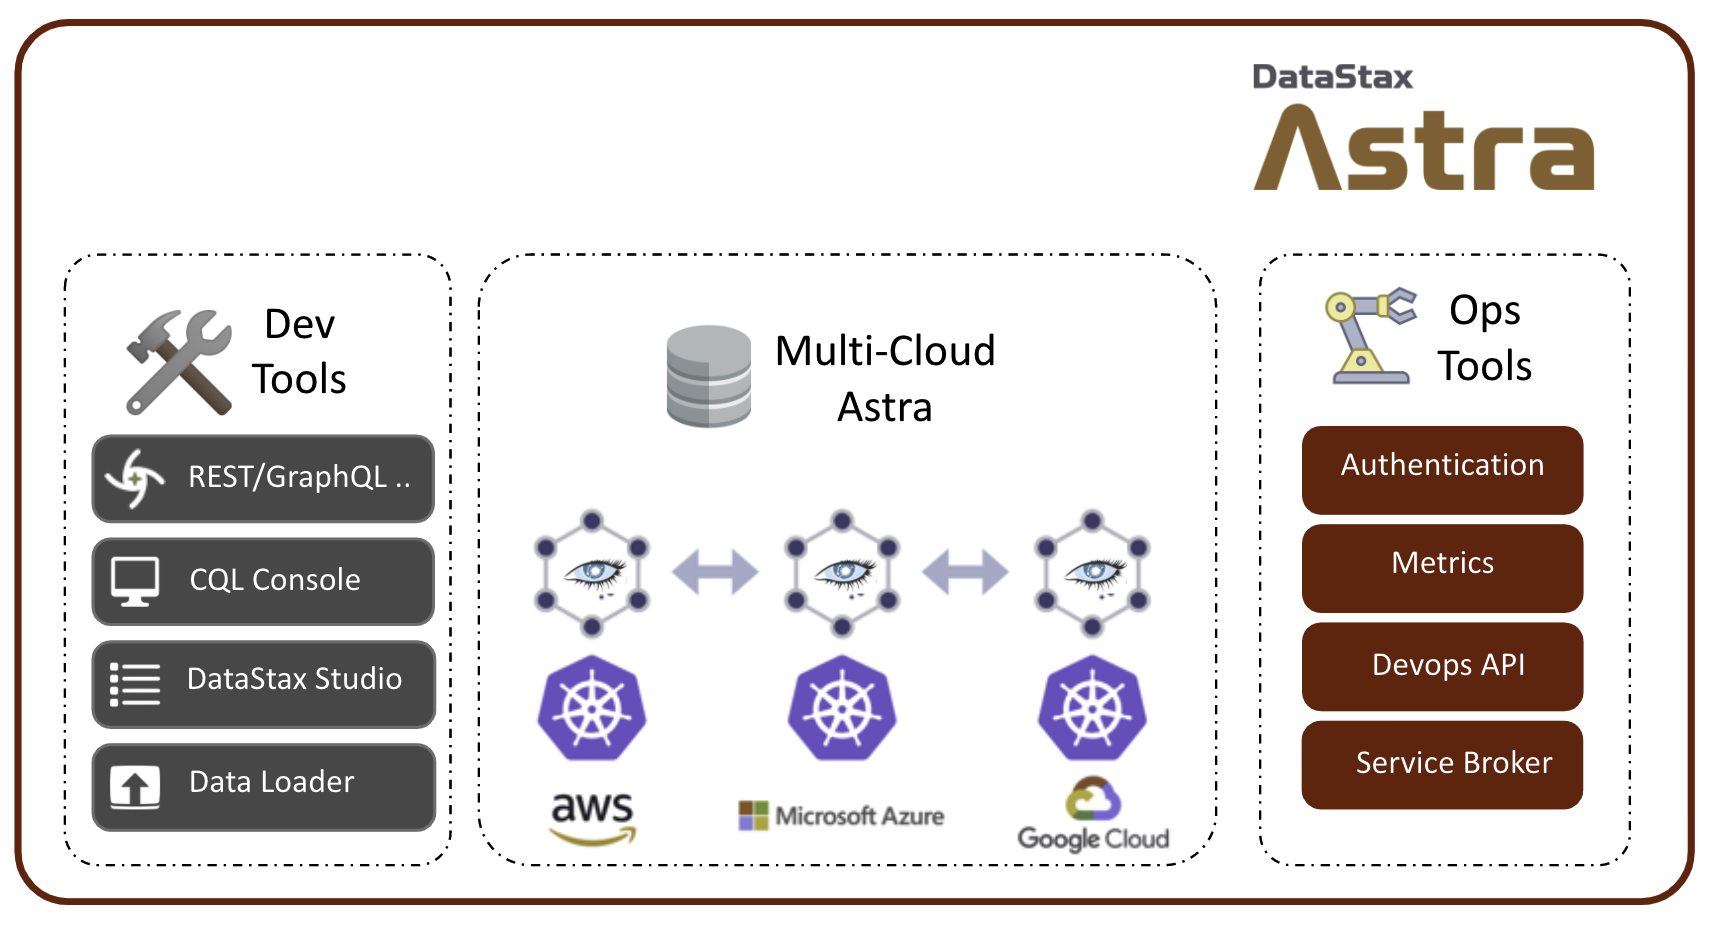 DataStax
Astra
Dev
Tools
REST/GraphQL ..
CQL Console
DataStax Studio
Data Loader
Multi-Cloud
Astra
aws
Microsoft Azure
Google Cloud
Ops
Tools
Authentication
Metrics
Devops API
Service Broker